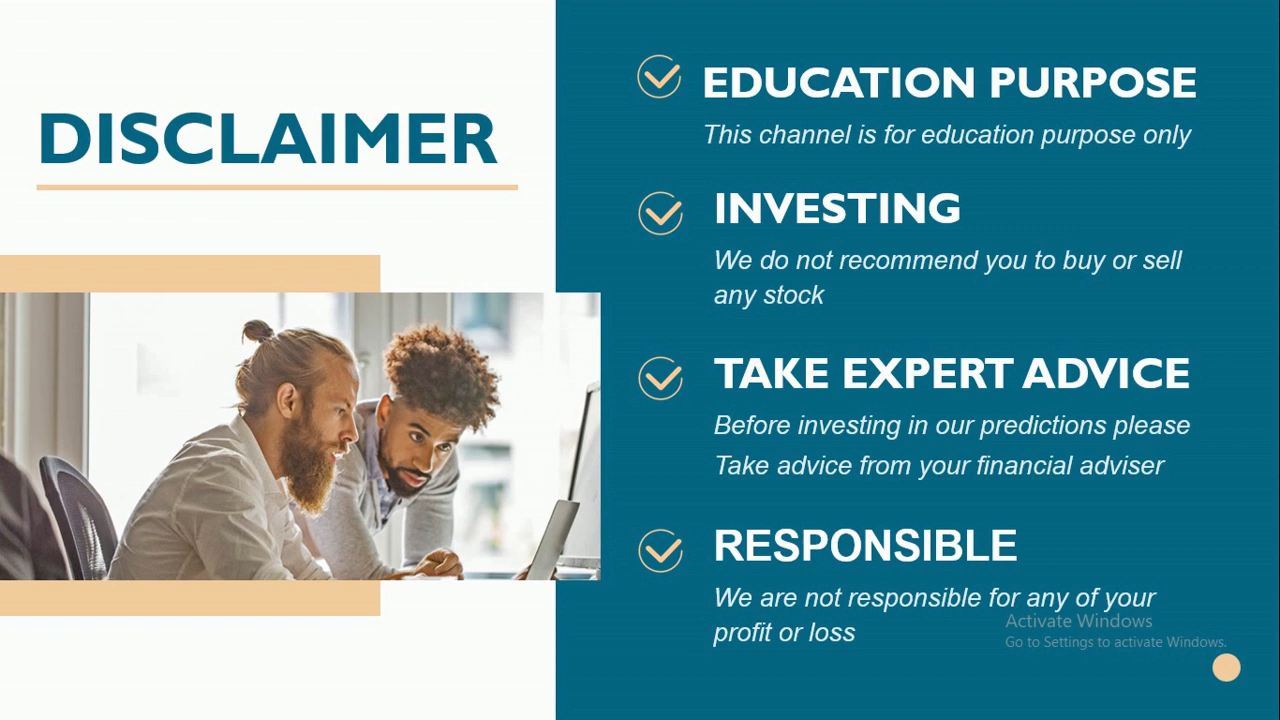 DISCLAIMER
EDUCATION PURPOSE
This channel is for education purpose only
INVESTING
We do not recommend you to buy or sell
any stock
TAKE EXPERT ADVICE
Before investing in our predictions please
Take advice from your financial adviser
RESPONSIBLE
We are not responsible for any of your
profit or loss
Activate Windows
Go to Settings to activate Windows.